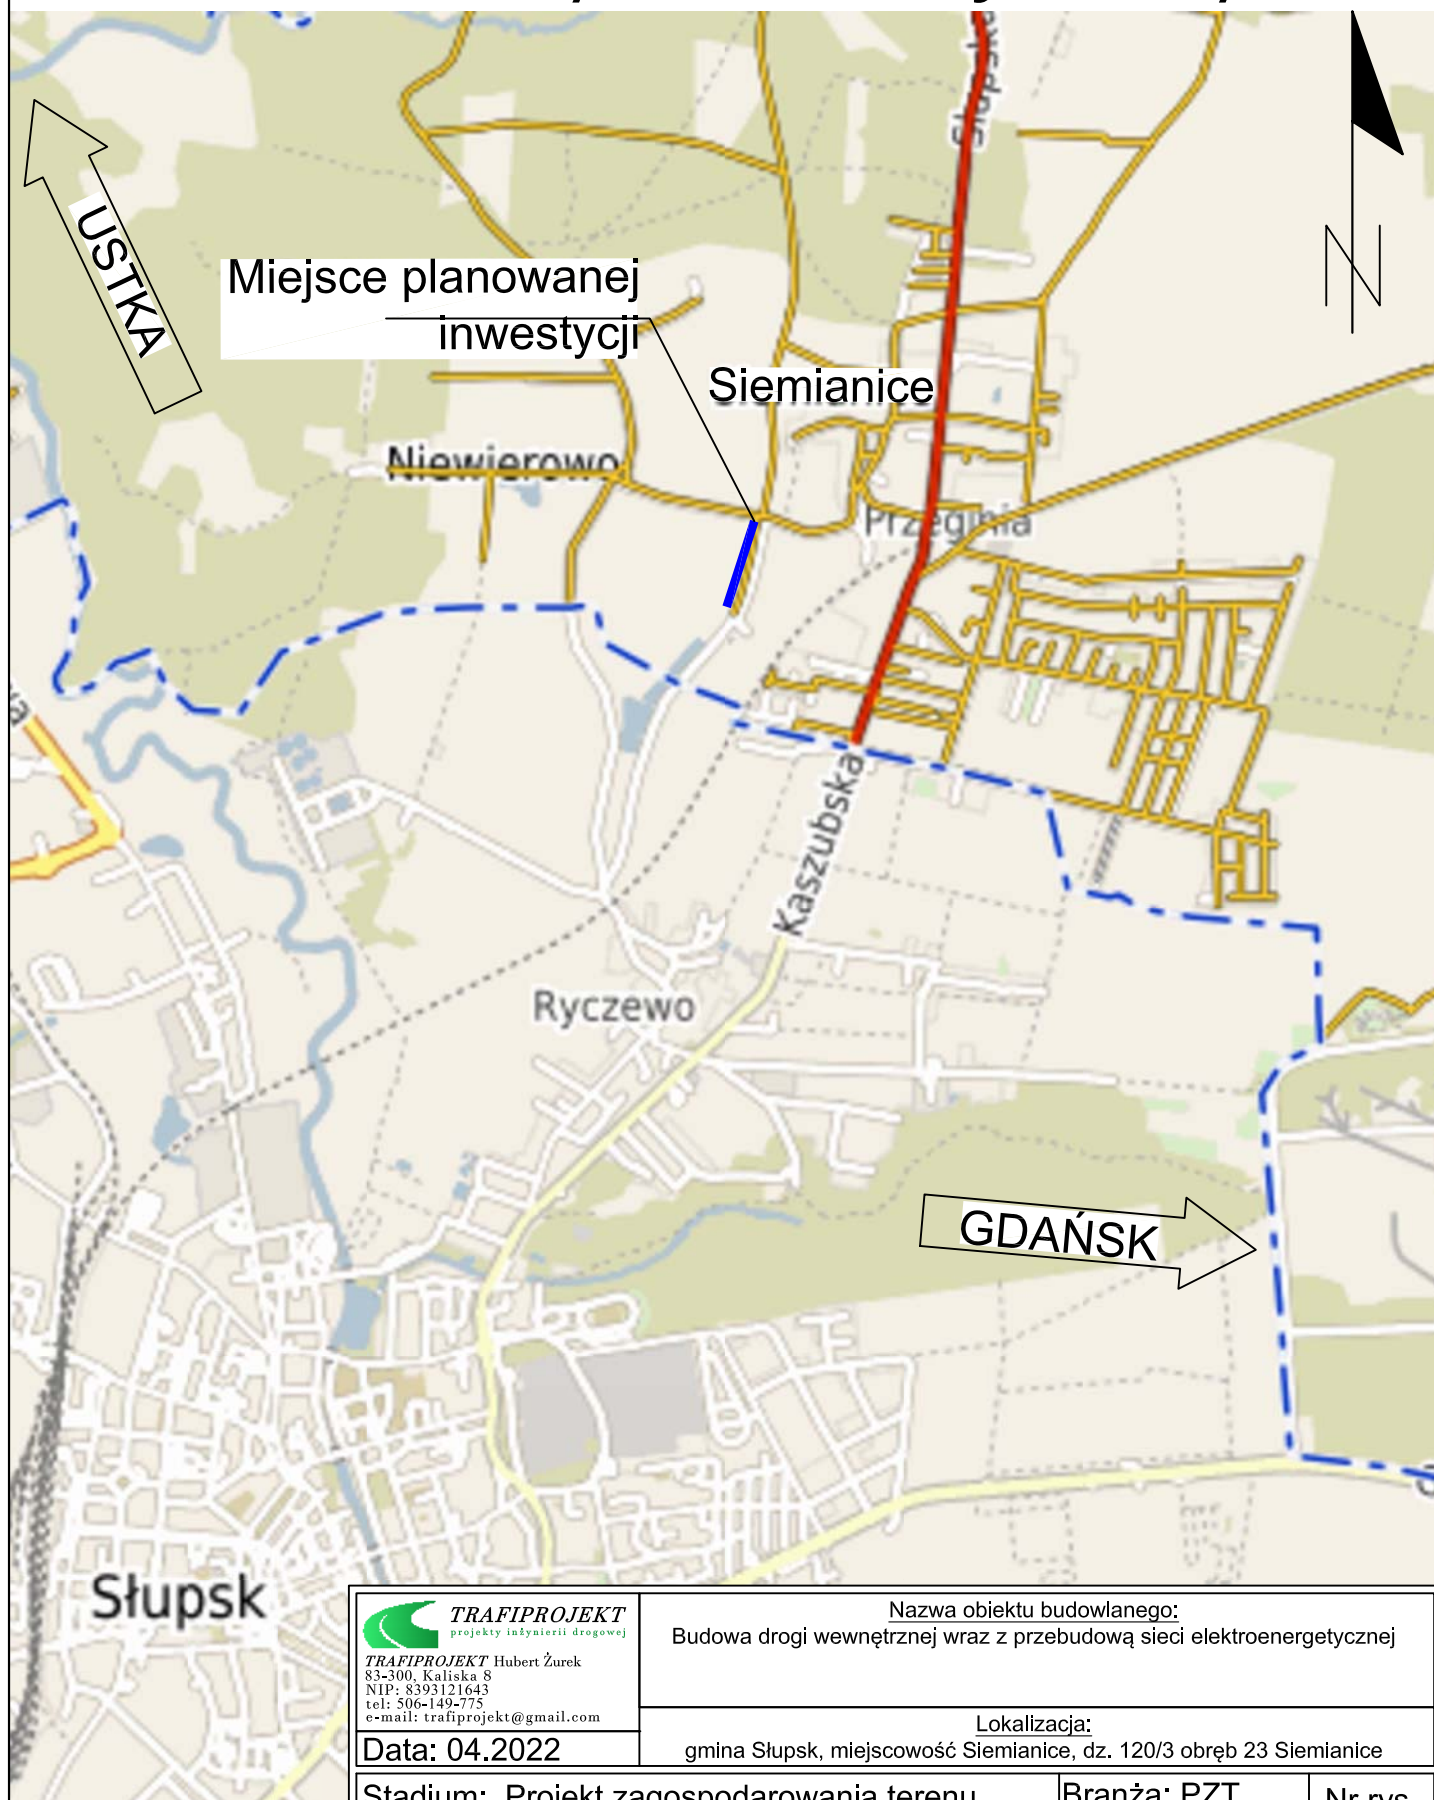 Słupska
USTKA
Miejsce planowanej
inwestycji
N
Siemianice
Niewierowo
Przeginia
Kaszubska
Ryczewo
GDAŃSK
Słupsk
TRAFIPROJEKT
projekty inżynierii drogowej
TRAFIPROJEKT Hubert Żurek
83-300, Kaliska 8
NIP: 8393121643
tel: 506-149-775
e-mail: trafiprojekt@gmail.com
Data: 04.2022
Nazwa obiektu budowlanego:
Budowa drogi wewnętrznej wraz z przebudową sieci elektroenergetycznej
Lokalizacja:
gmina Słupsk, miejscowość Siemianice, dz. 120/3 obręb 23 Siemianice
Stadium: Projekt zagospodarowania terenu
Branża: PZT
Nr rys